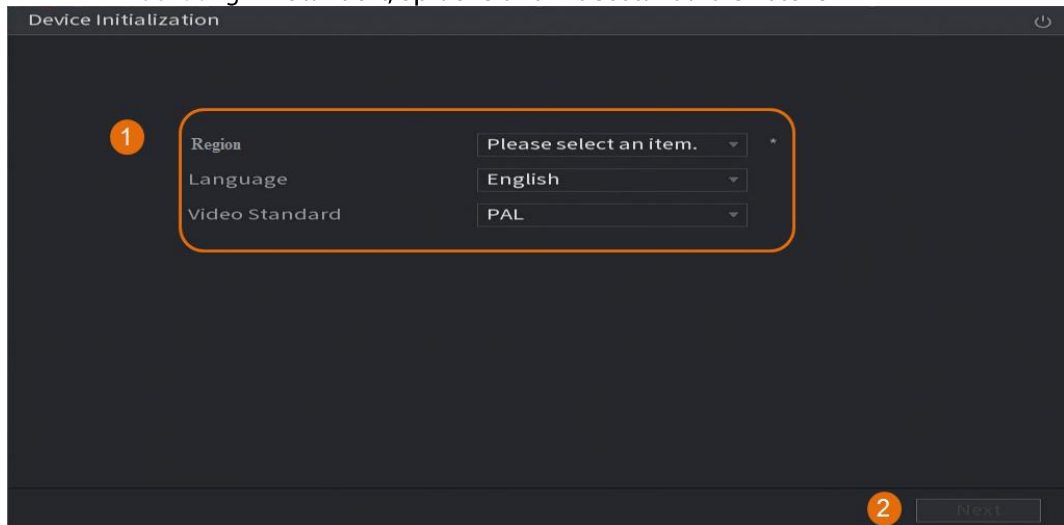 Device Initialization
1
Region Please select an item. *
Language English
Video Standard PAL
2 Next